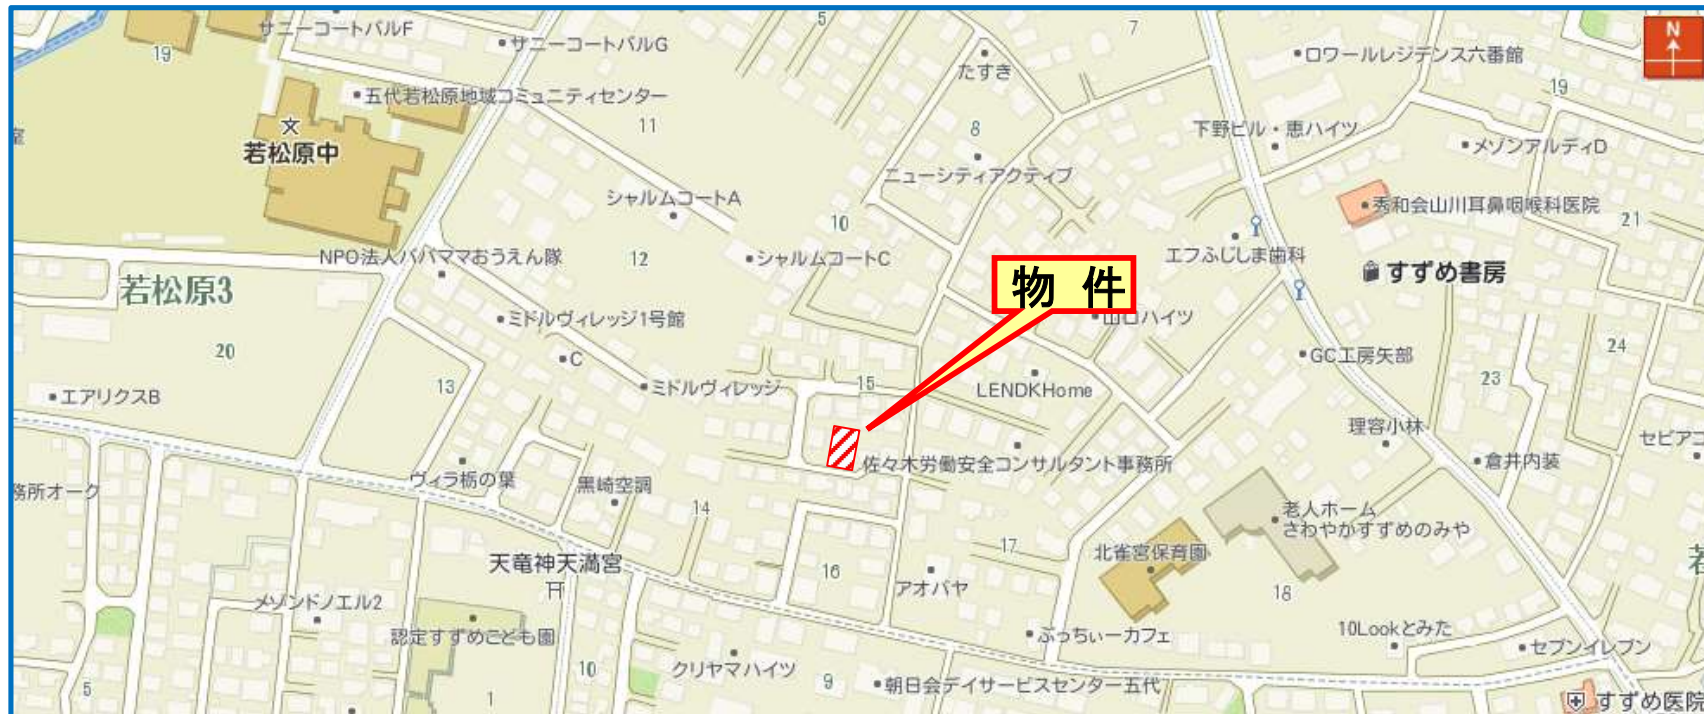 サニーコートバルF
サニーコートバルG
5
7
N
19
たすき
ロワールレジデンス六番館
19
五代若松原地域コミュニティセンター
11
8
下野ビル・恵ハイツ
メゾンアルディD
室
文
若松原中
ニューシティアクティブ
シャルムコートA
10
秀和会山川耳鼻咽喉科医院
21
NPO法人パパママおうえん隊
12
シャルムコートC
エフふじしま歯科
すずめ書房
若松原3
物 件
ミドルヴィレッジ1号館
山口ハイツ
20
C
GC工房矢部
24
13
ミドルヴィレッジ
15
LENDKHome
23
エアリクスB
理容小林
セビアコ
ヴィラ栃の葉
黒崎空調
佐々木労働安全コンサルタント事務所
倉井内装
務所オーク
14
老人ホーム
さわやかすずめのみや
17
北雀宮保育園
天竜神天満宮
16
アオバヤ
18
若
メゾンドノエル2
認定すずめこども園
ぷっちぃーカフェ
10Lookとみた
セブンイレブン
クリヤマハイツ
10
9
朝日会デイサービスセンター五代
5
1
すずめ医院